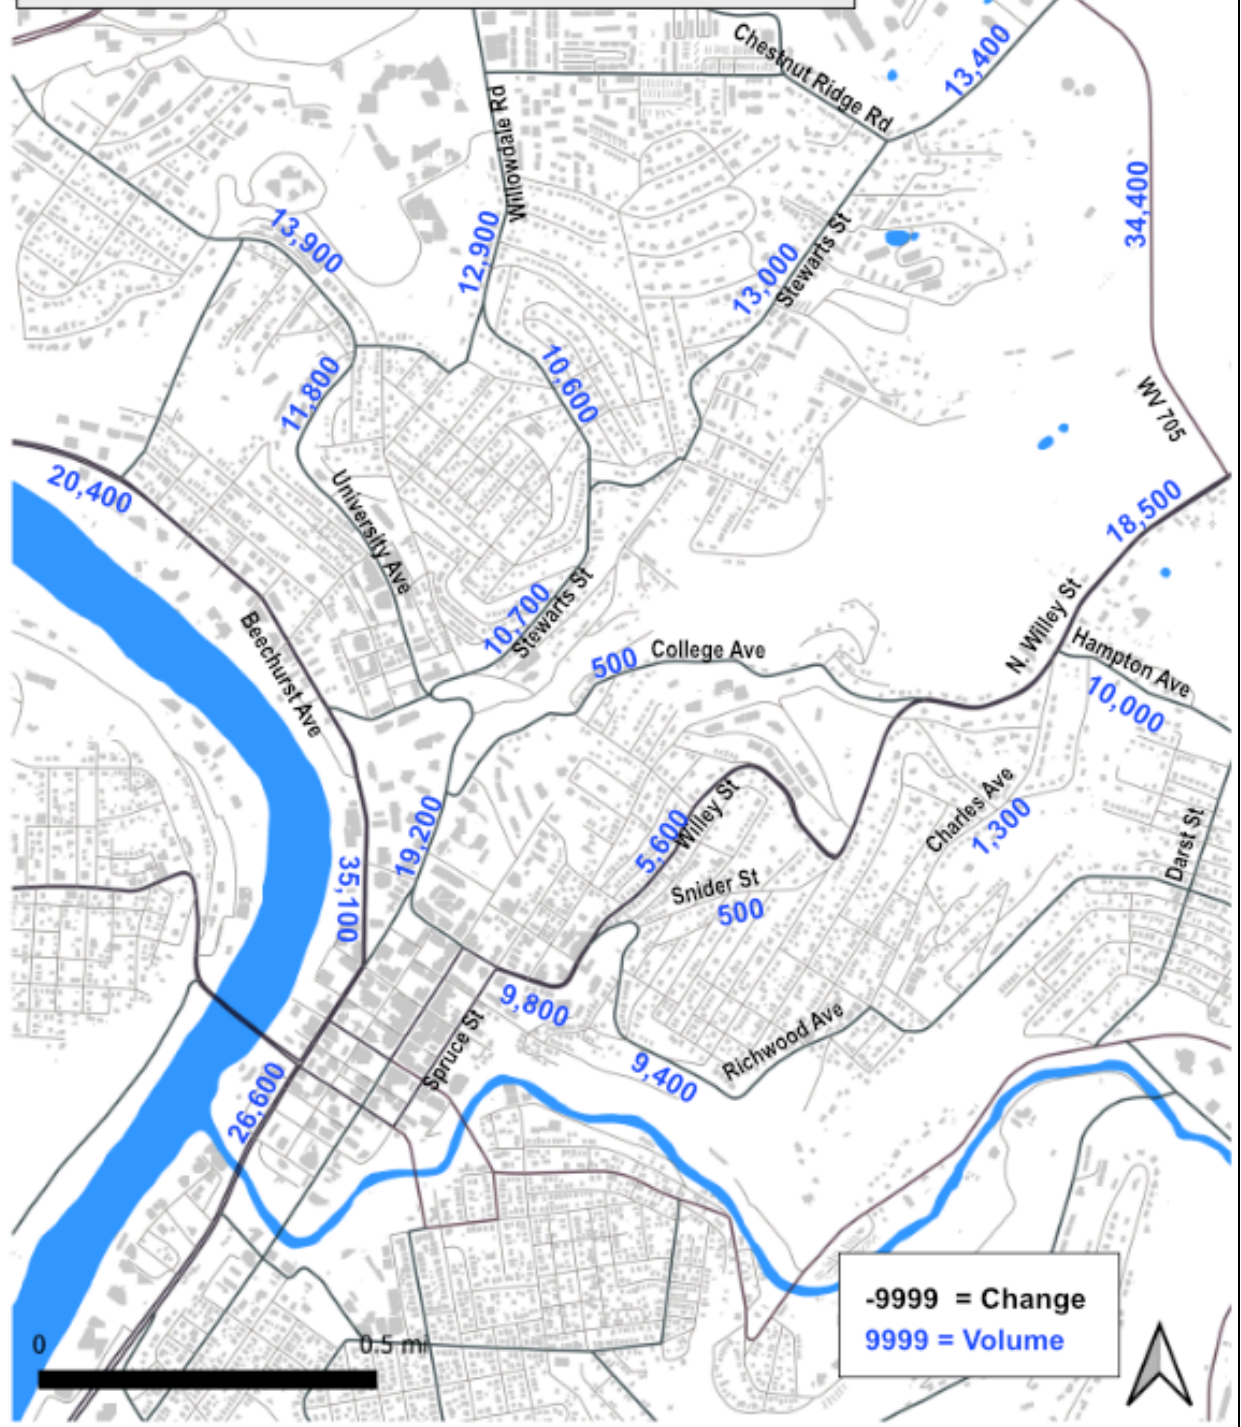 Chestnut Ridge Rd
13,400
Willowdale Rd
34,400
13,900
12,900
13,000
Stewarts St
11,800
10,600
WV 705
20,400
University Ave
18,500
Beechurst Ave
10,700
Stewarts St
500
College Ave
N. Willey St
Hampton Ave
10,000
19,200
5,600
Willey St
Charles Ave
1,300
Darst St
35,100
Snider St
500
9,800
Spruce St
Richwood Ave
9,400
26,600
-9999 = Change
9999 = Volume
0
0.5 mi